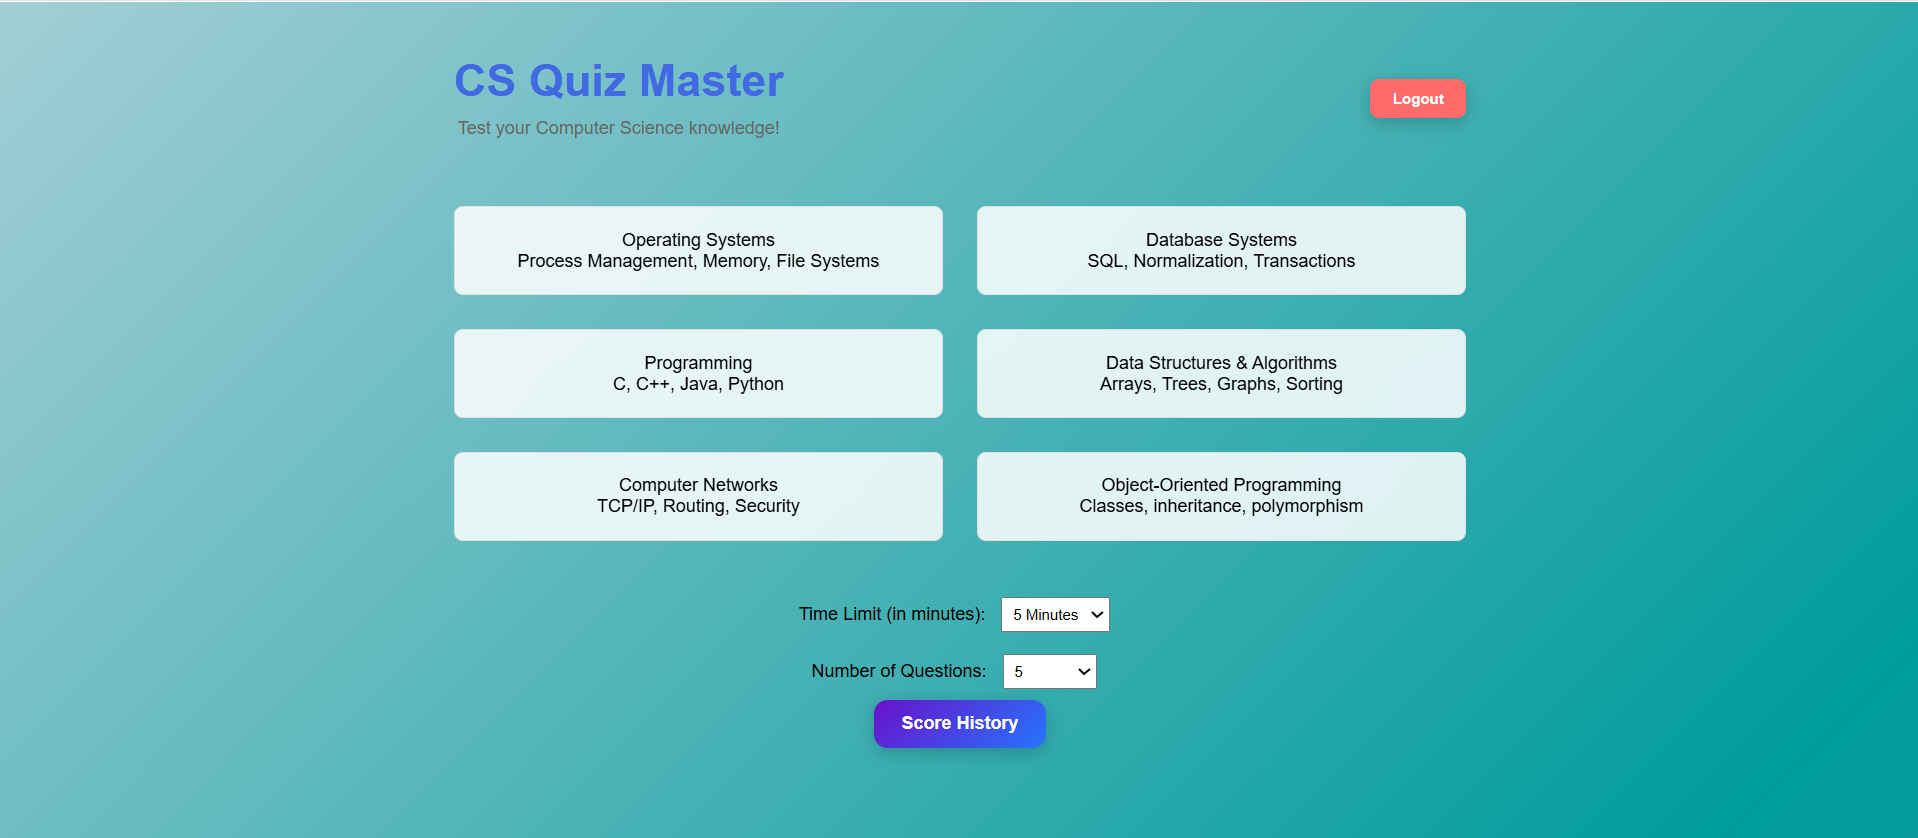 CS Quiz Master
Logout
Test your Computer Science knowledge!
Operating Systems
Process Management, Memory, File Systems
Database Systems
SQL, Normalization, Transactions
Programming
C, C++, Java, Python
Data Structures & Algorithms
Arrays, Trees, Graphs, Sorting
Computer Networks
TCP/IP, Routing, Security
Object-Oriented Programming
Classes, inheritance, polymorphism
Time Limit (in minutes): 5 Minutes
Number of Questions: 5
Score History